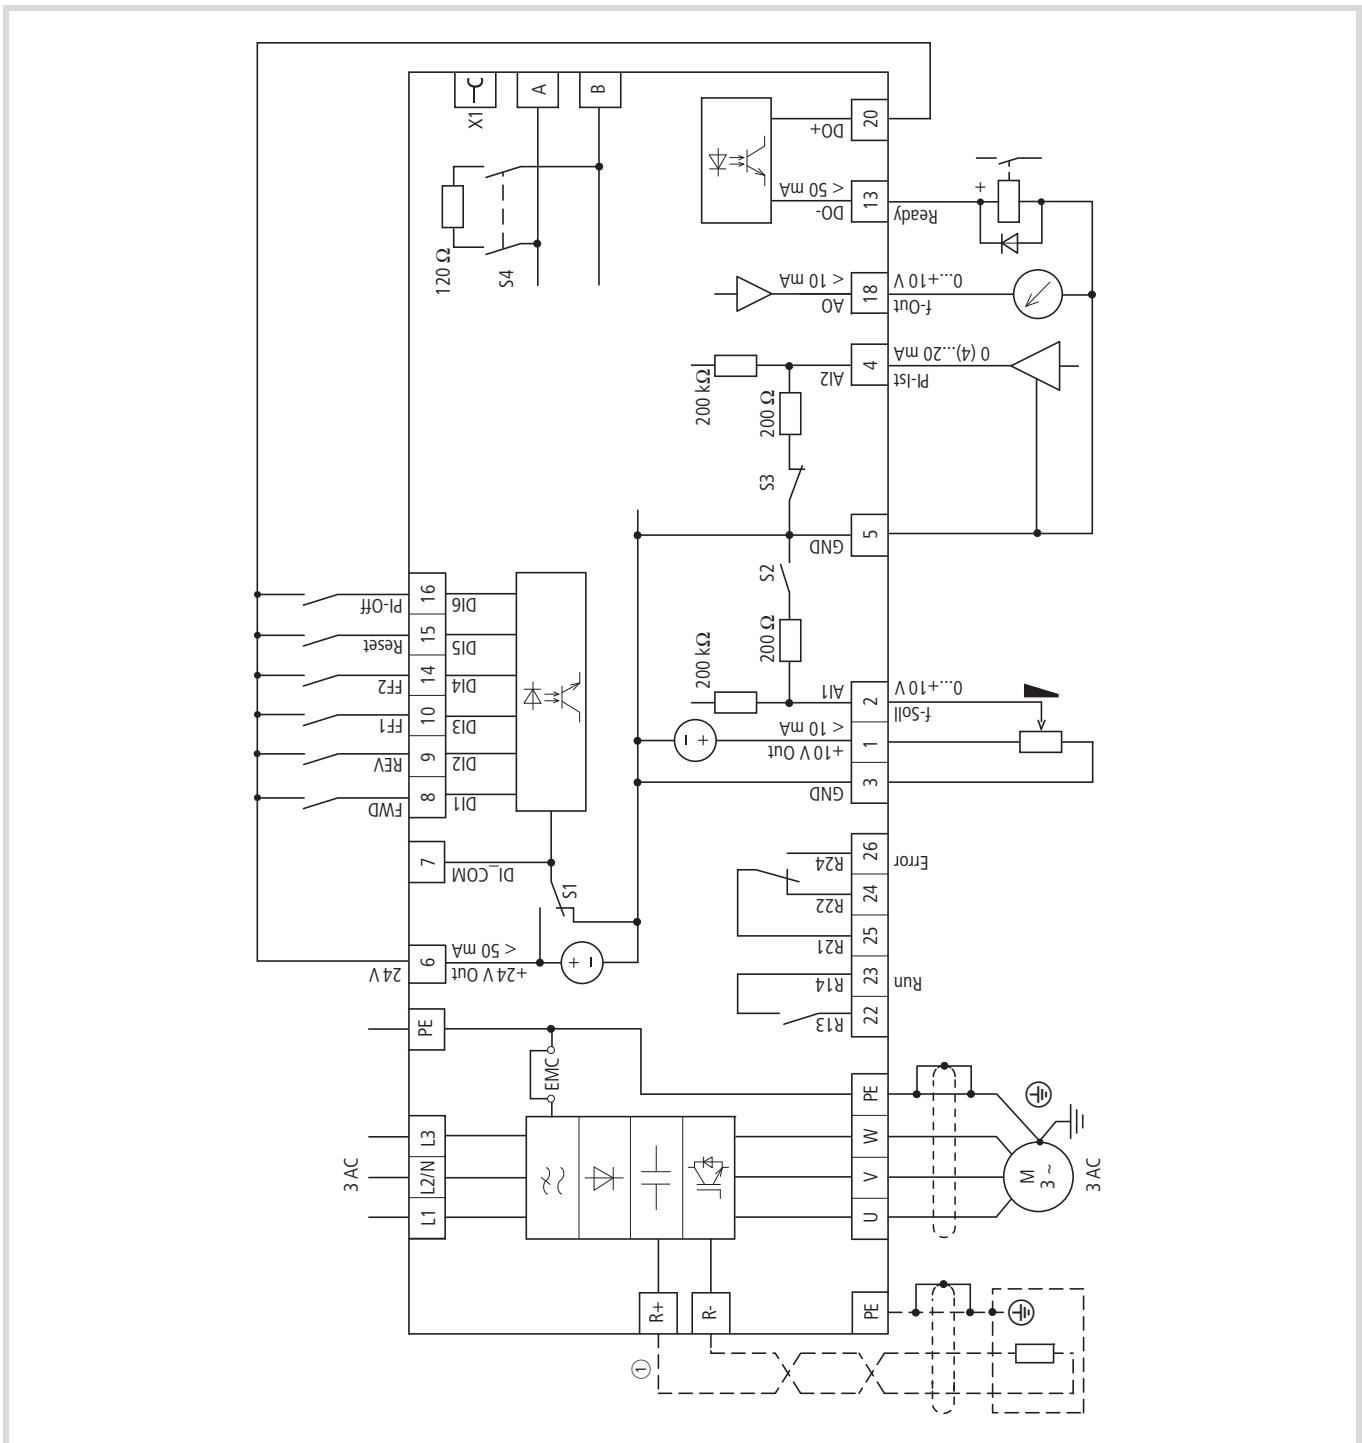 X1
A
B
20
DO+
120 Ω
S4
13
< 50 mA
DO-
Ready
+
18
< 10 mA
AO
0...+10 V
f-Out
4
AI2
0 (4)...20 mA
PI-Ist
200 kΩ
200 Ω
S3
5
GND
S2
200 Ω
200 kΩ
16
PI-Off
DI6
15
Reset
DI5
14
FF2
DI4
10
FF1
DI3
9
REV
DI2
8
FWD
DI1
2
AI1
0...+10 V
f-Soll
1
< 10 mA
+10 V Out
3
GND
7
DI_COM
S1
6
24 V
< 50 mA
+24 V Out
26
R24
Error
24
R22
25
R21
23
R14
Run
22
R13
PE
EMC
3 AC
L3
L2/N
L1
PE
W
V
U
M
3 ~
3 AC
R+
R-
PE
1